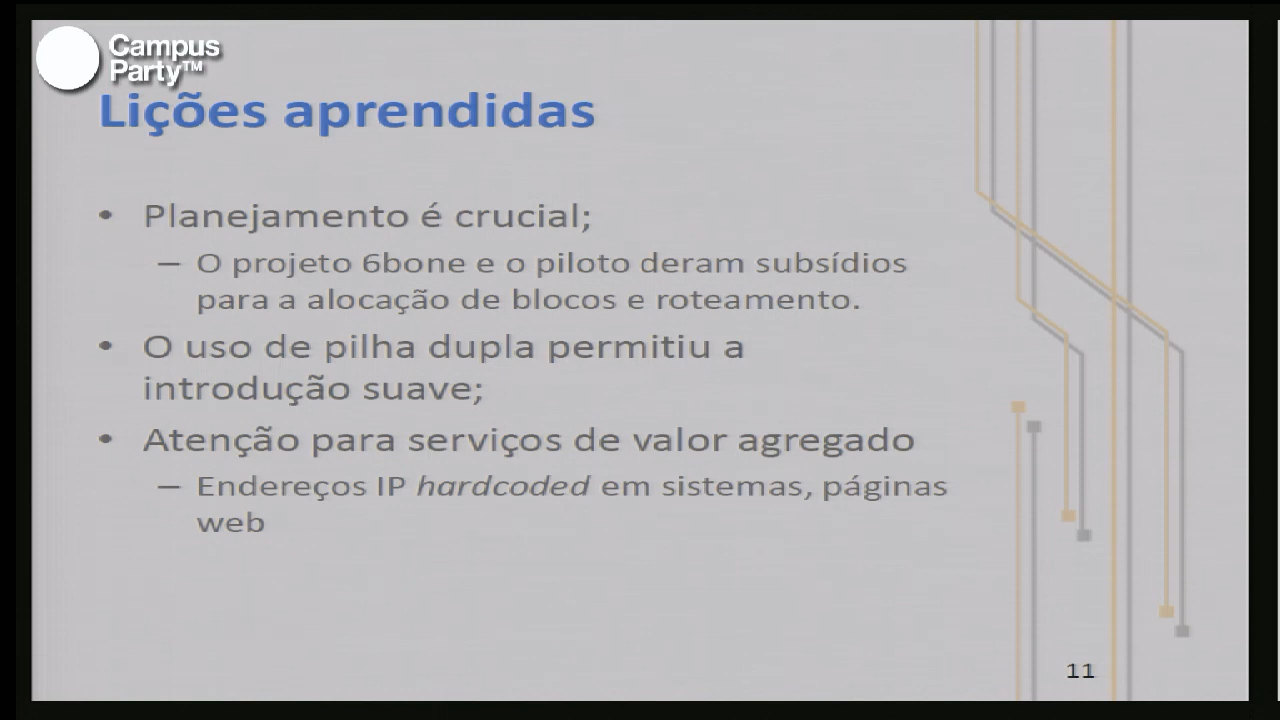 Campus
Party™
Lições aprendidas
• Planejamento é crucial;
– O projeto 6bone e o piloto deram subsídios
para a alocação de blocos e roteamento.
• O uso de pilha dupla permitiu a
introdução suave;
• Atenção para serviços de valor agregado
– Endereços IP hardcoded em sistemas, páginas
web
11